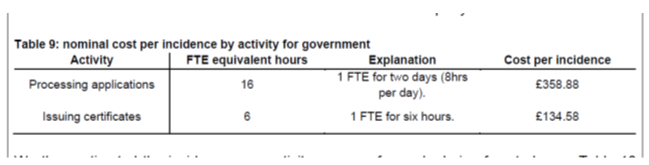 Table 9: nominal cost per incidence by activity for government
Activity FTE equivalent hours Explanation Cost per incidence
Processing applications 16 1 FTE for two days (8hrs per day). £358.88
Issuing certificates 6 1 FTE for six hours. £134.58